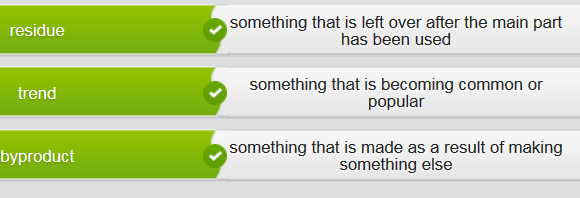 residue
something that is left over after the main part
has been used
trend
something that is becoming common or
popular
byproduct
something that is made as a result of making
something else